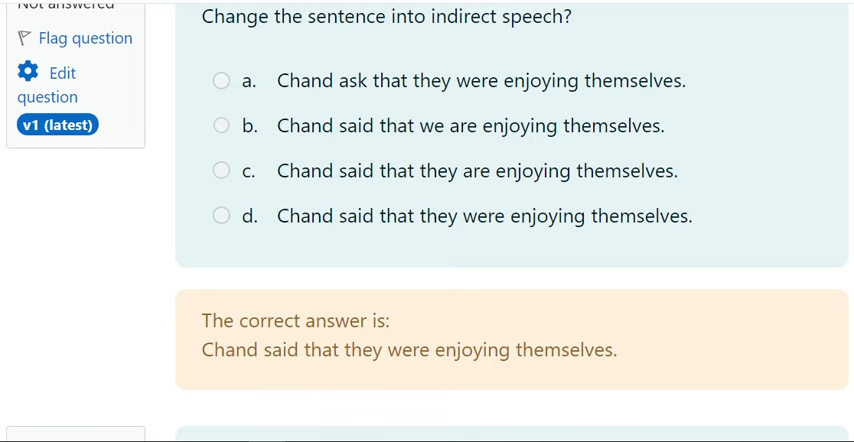 Not answered
Flag question
Edit
question
v1 (latest)
Change the sentence into indirect speech?
a. Chand ask that they were enjoying themselves.
b. Chand said that we are enjoying themselves.
c. Chand said that they are enjoying themselves.
d. Chand said that they were enjoying themselves.
The correct answer is:
Chand said that they were enjoying themselves.